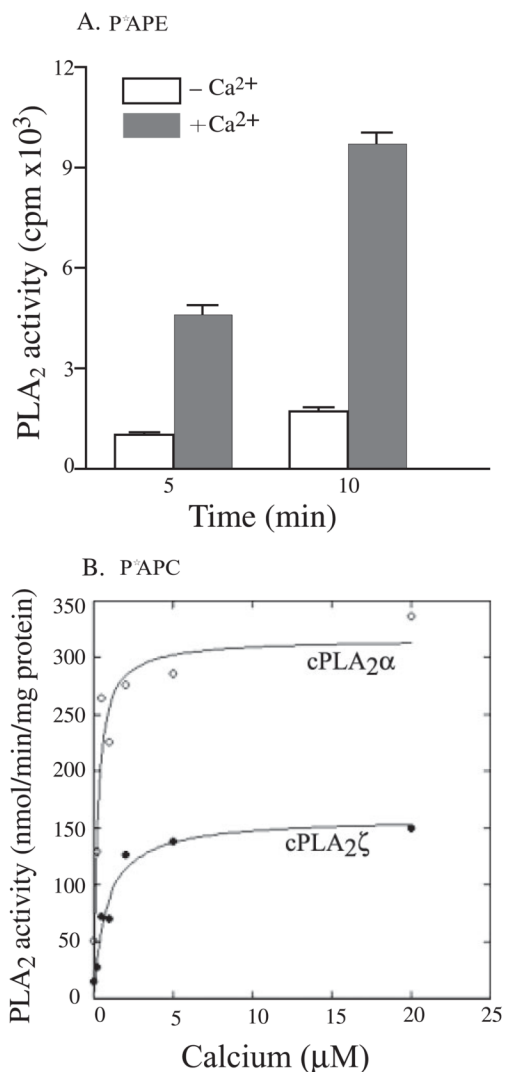 A. P*APE
12
9
6
3
0
− Ca²⁺
+Ca²⁺
PLA₂ activity (cpm x10³)
5 10
Time (min)
B. P*APC
350
300
250
200
150
100
50
0
cPLA₂α
cPLA₂ζ
PLA₂ activity (nmol/min/mg protein)
0 5 10 15 20 25
Calcium (µM)